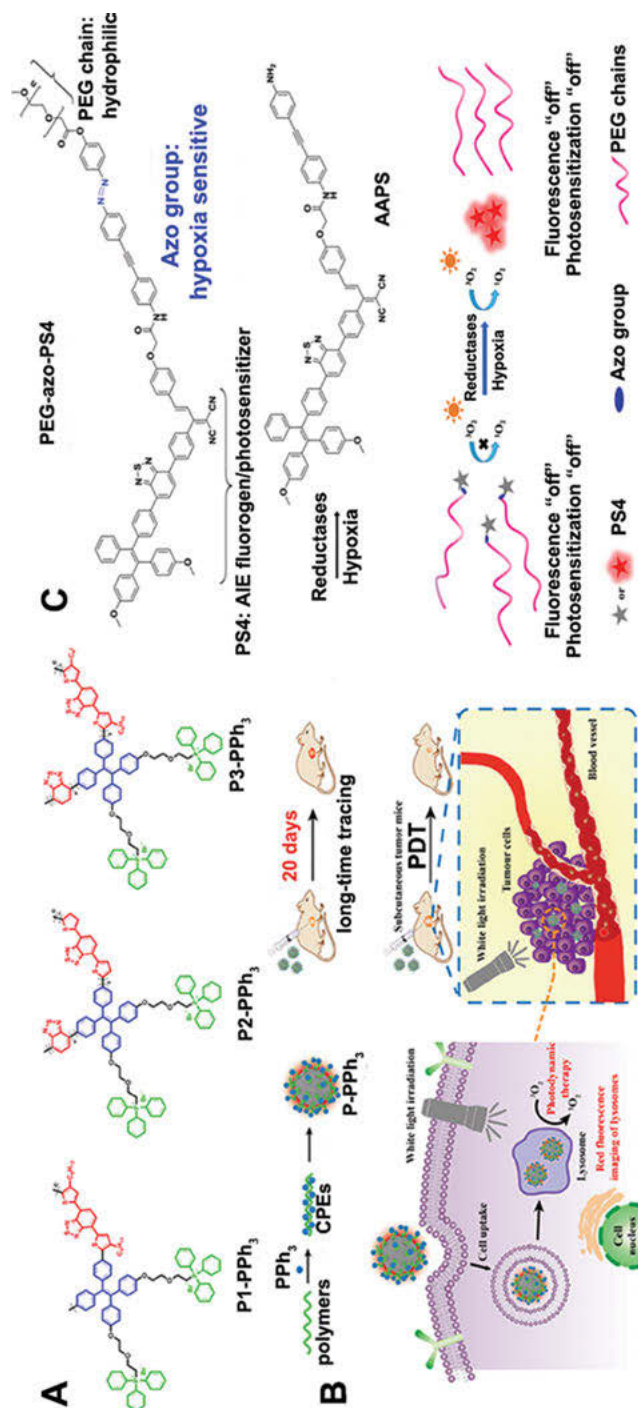 A
P1-PPh3
P2-PPh3
P3-PPh3
B
polymers
PPh3
CPEs
P-PPh3
20 days
long-time tracing
Subcutaneous tumor mice
PDT
White light irradiation
Cell uptake
Lysosome
³O2
Photodynamic
therapy
¹O2
Red fluorescence
imaging of lysosomes
Cell
nucleus
White light irradiation
Tumour cells
Blood vessel
C
PEG-azo-PS4
PEG chain:
hydrophilic
Azo group:
hypoxia sensitive
PS4: AIE fluorogen/photosensitizer
Reductases
Hypoxia
AAPS
NH2
Reductases
Hypoxia
Fluorescence “off”
Photosensitization “off”
Fluorescence “off”
Photosensitization “off”
or
PS4
Azo group
PEG chains